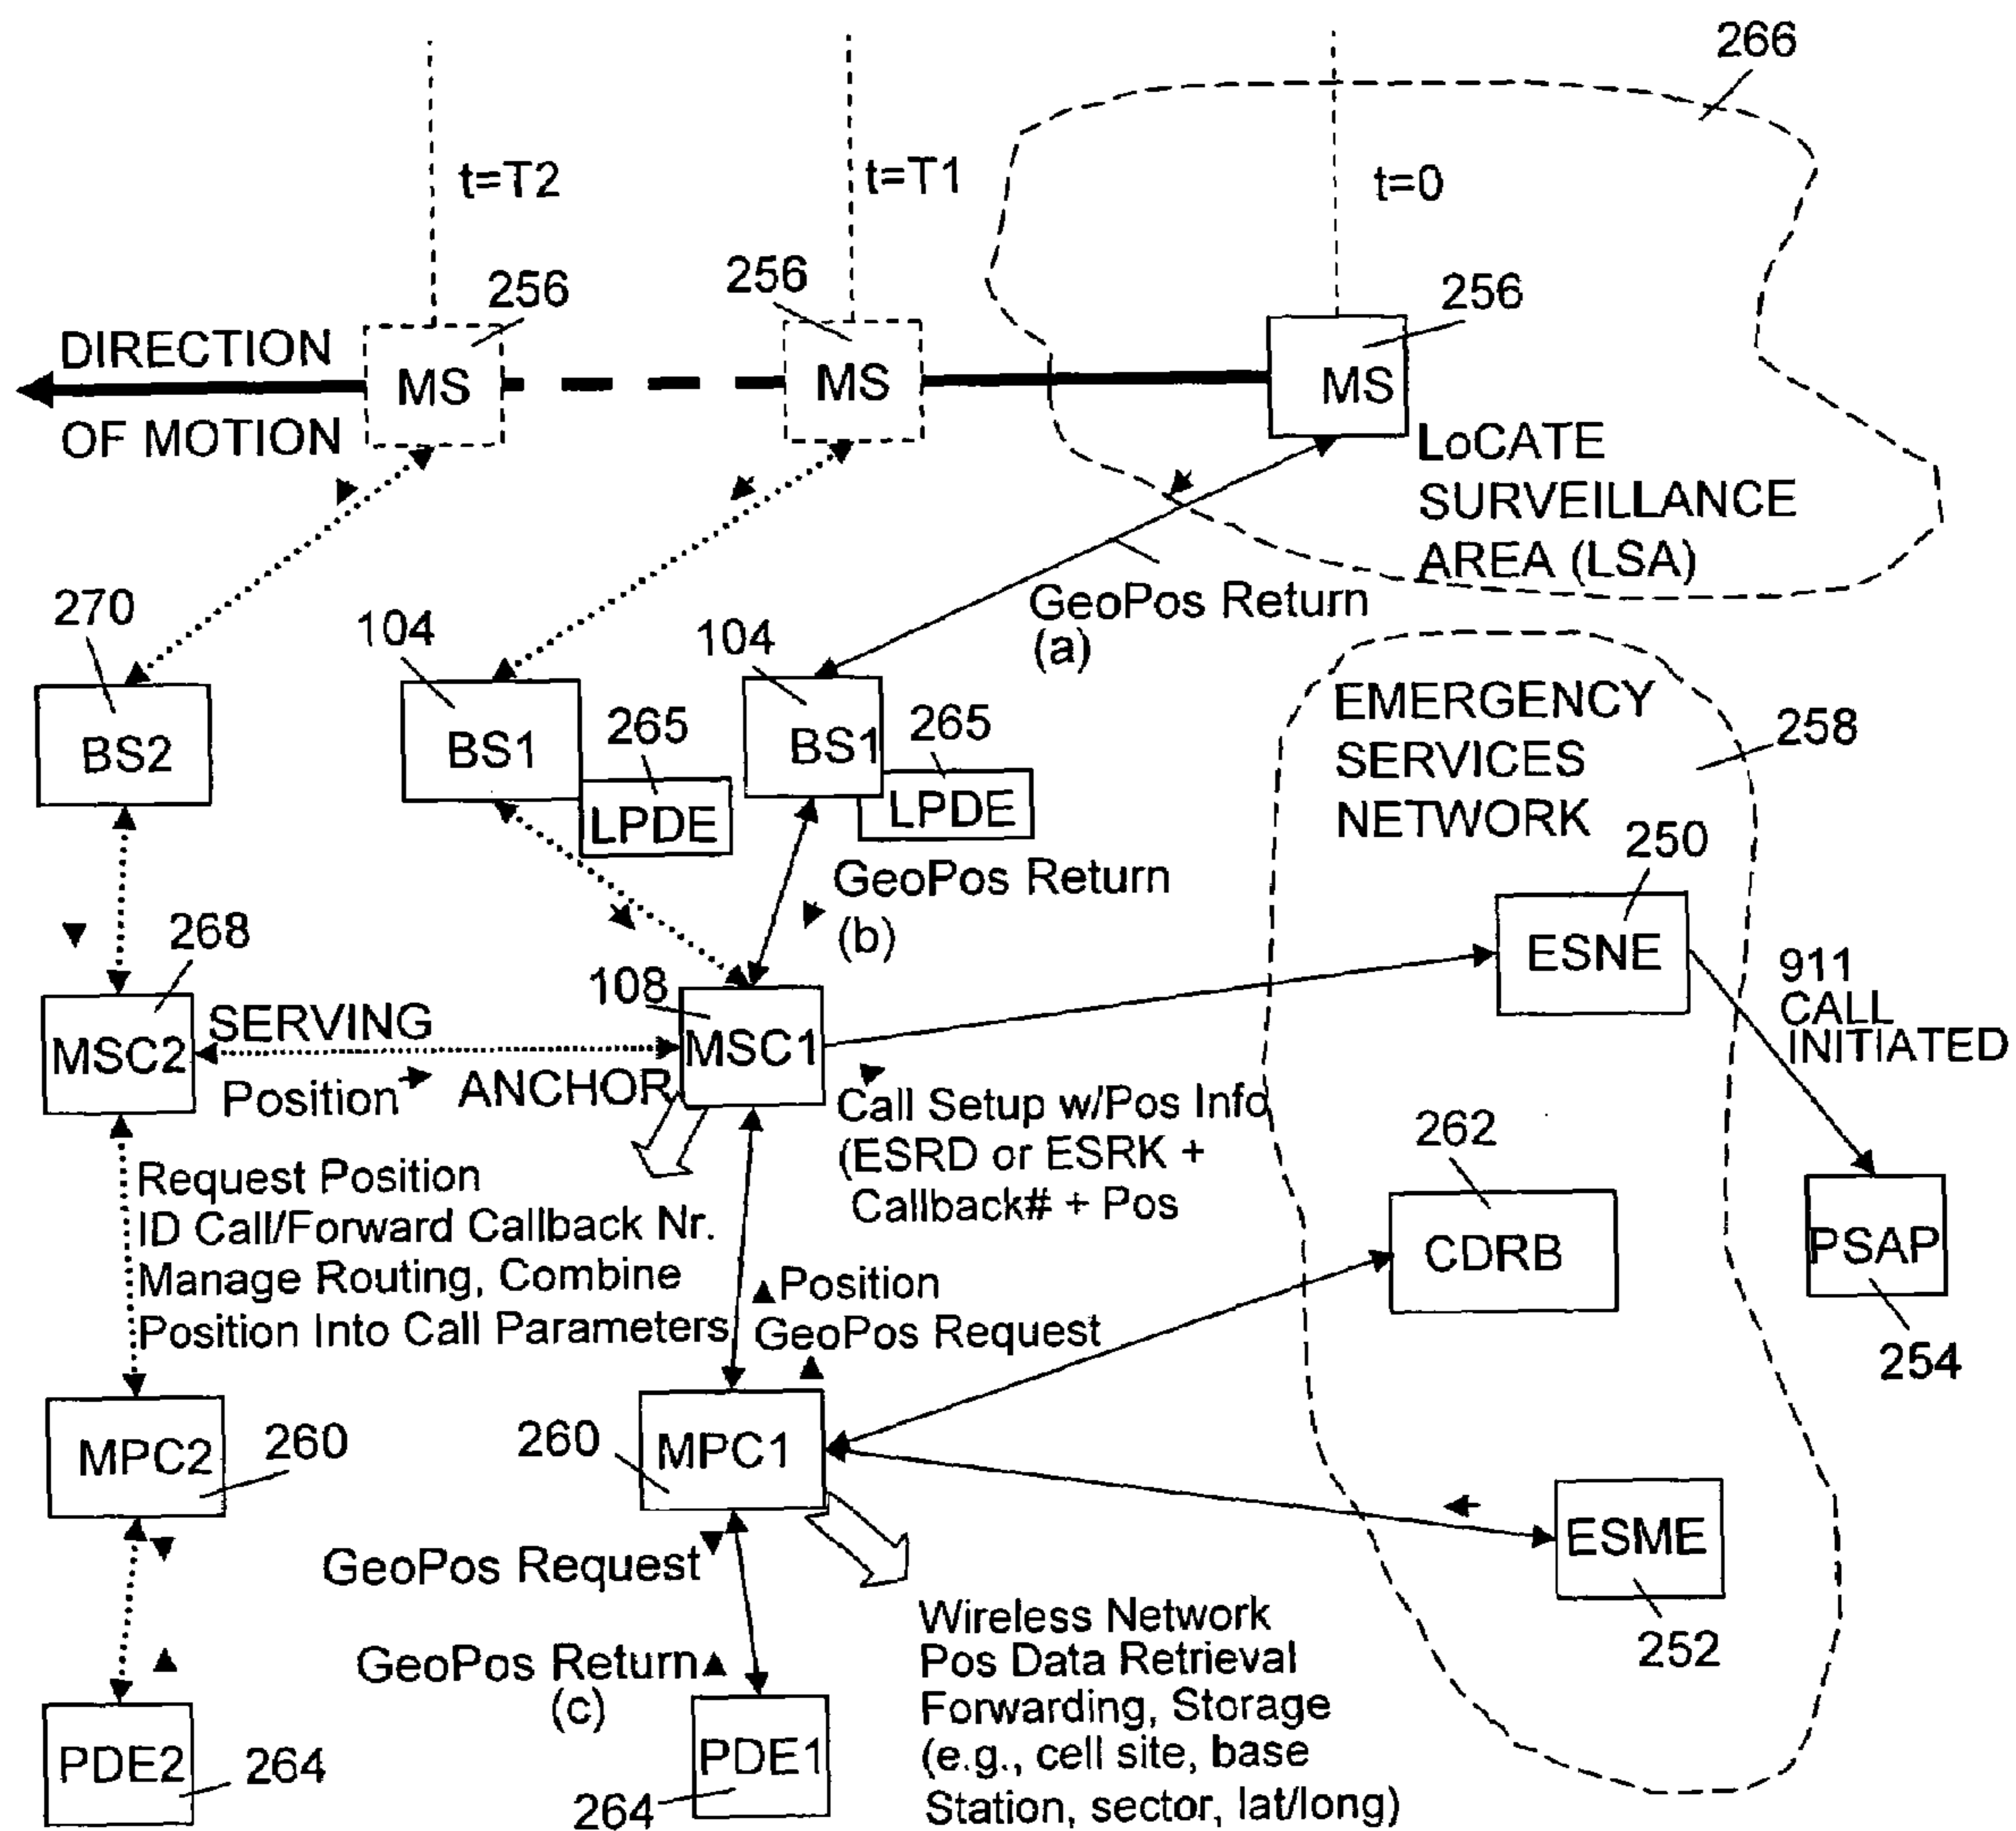 266
t=T2
t=T1
t=0
256
256
256
DIRECTION
OF MOTION
MS
MS
MS
LoCATE
SURVEILLANCE
AREA (LSA)
GeoPos Return
(a)
270
104
104
BS2
BS1
265
BS1
265
LPDE
LPDE
EMERGENCY
SERVICES
NETWORK
258
250
GeoPos Return
(b)
268
ESNE
911
CALL
INITIATED
108
MSC2
SERVING
MSC1
Position
ANCHOR
Call Setup w/Pos Info
(ESRD or ESRK +
Callback# + Pos
262
Request Position
ID Call/Forward Callback Nr.
Manage Routing, Combine
Position Into Call Parameters
CDRB
PSAP
254
Position
GeoPos Request
MPC2
260
260
MPC1
GeoPos Request
ESME
252
GeoPos Return
(c)
Wireless Network
Pos Data Retrieval
Forwarding, Storage
(e.g., cell site, base
Station, sector, lat/long)
PDE2
264
PDE1
264